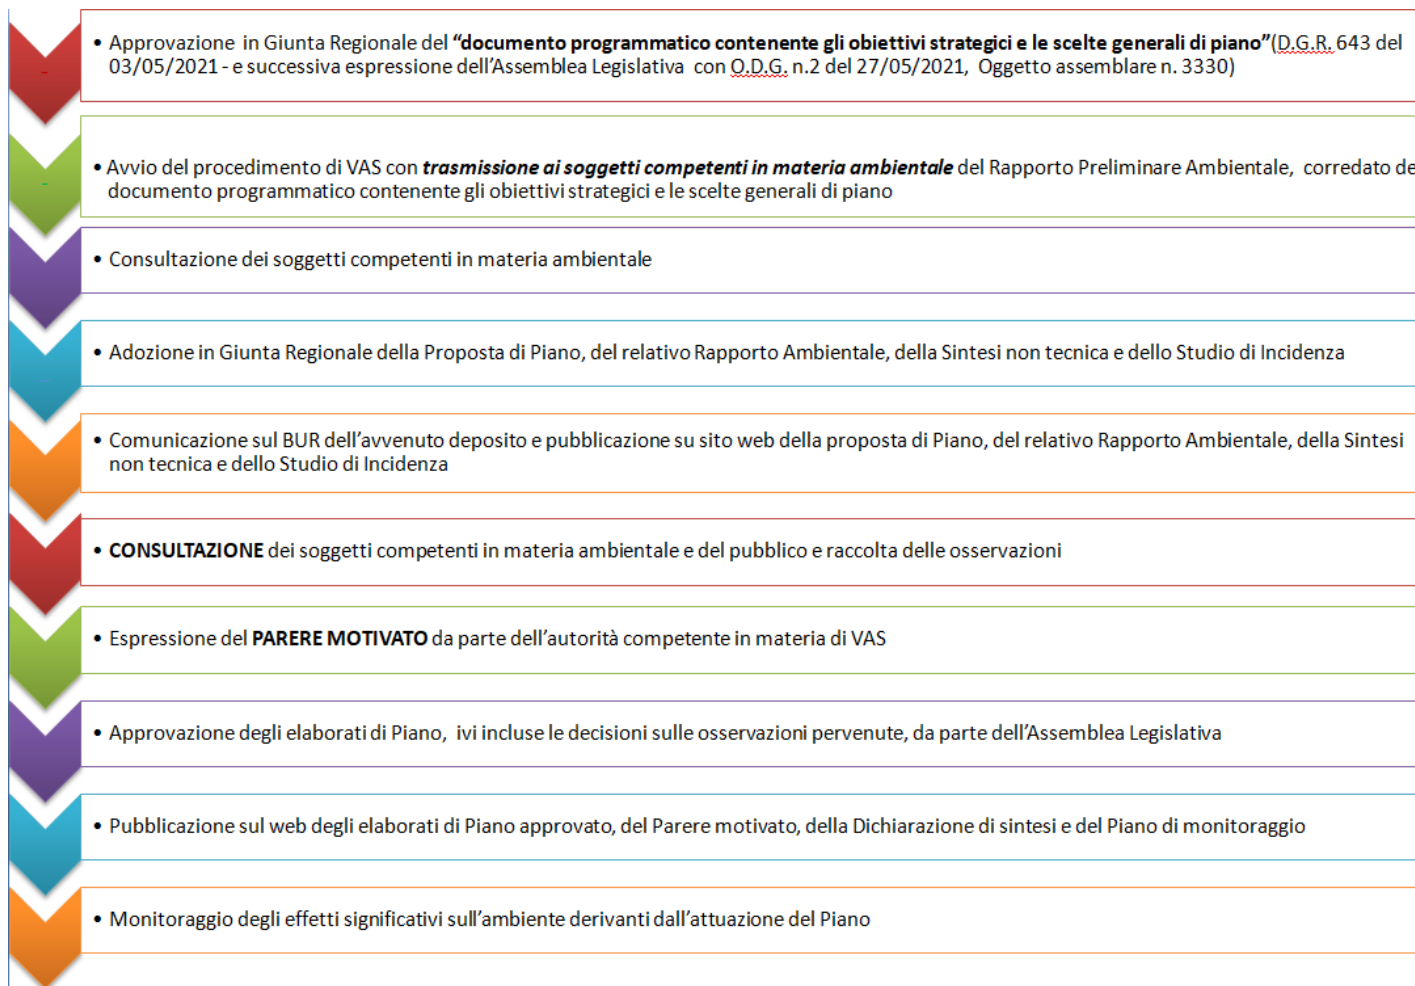 • Approvazione in Giunta Regionale del “documento programmatico contenente gli obiettivi strategici e le scelte generali di piano”(D.G.R. 643 del
03/05/2021 - e successiva espressione dell’Assemblea Legislativa con O.D.G. n.2 del 27/05/2021, Oggetto assemblare n. 3330)
• Avvio del procedimento di VAS con trasmissione ai soggetti competenti in materia ambientale del Rapporto Preliminare Ambientale, corredato de
documento programmatico contenente gli obiettivi strategici e le scelte generali di piano
• Consultazione dei soggetti competenti in materia ambientale
• Adozione in Giunta Regionale della Proposta di Piano, del relativo Rapporto Ambientale, della Sintesi non tecnica e dello Studio di Incidenza
• Comunicazione sul BUR dell’avvenuto deposito e pubblicazione su sito web della proposta di Piano, del relativo Rapporto Ambientale, della Sintesi
non tecnica e dello Studio di Incidenza
• CONSULTAZIONE dei soggetti competenti in materia ambientale e del pubblico e raccolta delle osservazioni
• Espressione del PARERE MOTIVATO da parte dell’autorità competente in materia di VAS
• Approvazione degli elaborati di Piano, ivi incluse le decisioni sulle osservazioni pervenute, da parte dell’Assemblea Legislativa
• Pubblicazione sul web degli elaborati di Piano approvato, del Parere motivato, della Dichiarazione di sintesi e del Piano di monitoraggio
• Monitoraggio degli effetti significativi sull’ambiente derivanti dall’attuazione del Piano